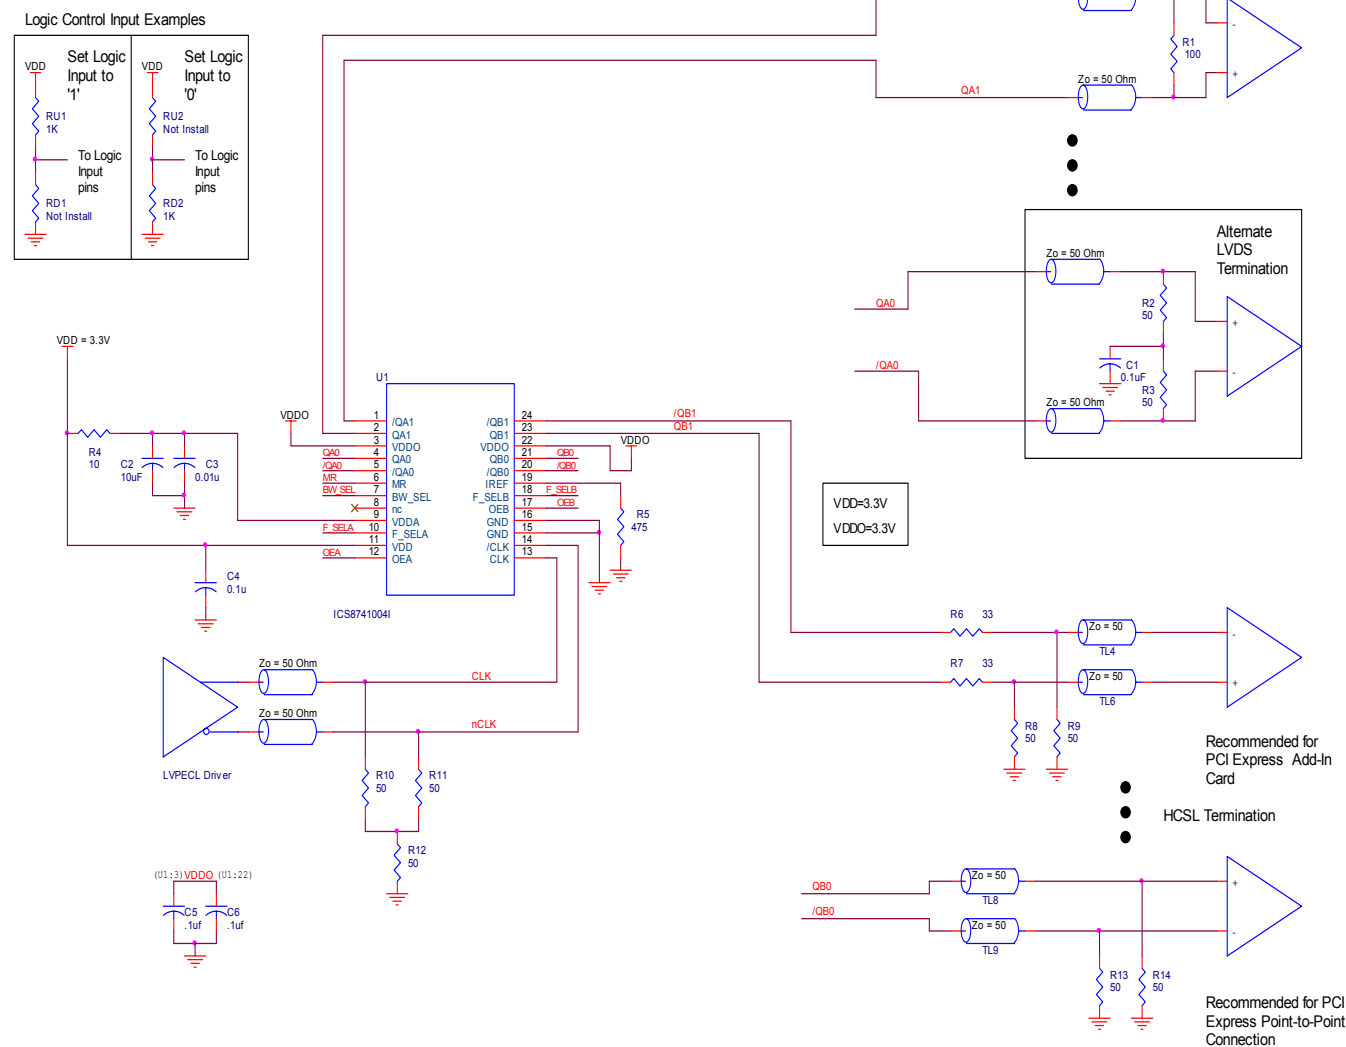 Logic Control Input Examples
Set Logic
Input to
'1'
VDD
RU1
1K
To Logic
Input
pins
RD1
Not Install
Set Logic
Input to
'0'
VDD
RU2
Not Install
To Logic
Input
pins
RD2
1K
R1
100
-
+
Zo = 50 Ohm
QA1
Alternate
LVDS
Termination
Zo = 50 Ohm
QA0
R2
50
+
C1
0.1uF
/QA0
R3
50
-
Zo = 50 Ohm
VDD = 3.3V
R4
10
C2
10uF
C3
0.01u
C4
0.1u
U1
VDDO
1 /QA1
2 QA1
3 VDDO
QA0 4 QA0
/QA0 5 /QA0
MR 6 MR
BW_SEL 7 BW_SEL
8 nc
9 VDDA
F_SELA 10 F_SELA
11 VDD
OEA 12 OEA
/QB1 24 /QB1
QB1 23 QB1
VDDO 22 VDDO
QB0 21 QB0
/QB0 20 /QB0
IREF 19
F_SELB 18 F_SELB
OEB 17 OEB
GND 16
GND 15
/CLK 14
CLK 13
R5
475
ICS8741004I
VDD=3.3V
VDDO=3.3V
R6 33
Zo = 50
TL4
-
R7 33
Zo = 50
TL6
+
R8
50
R9
50
Recommended for
PCI Express Add-In
Card
HCSL Termination
Zo = 50 Ohm
CLK
Zo = 50 Ohm
nCLK
LVPECL Driver
R10
50
R11
50
R12
50
(U1:3) VDDO (U1:22)
C5
.1uf
C6
.1uf
QB0
Zo = 50
TL8
+
/QB0
Zo = 50
TL9
-
R13
50
R14
50
Recommended for PCI
Express Point-to-Point
Connection